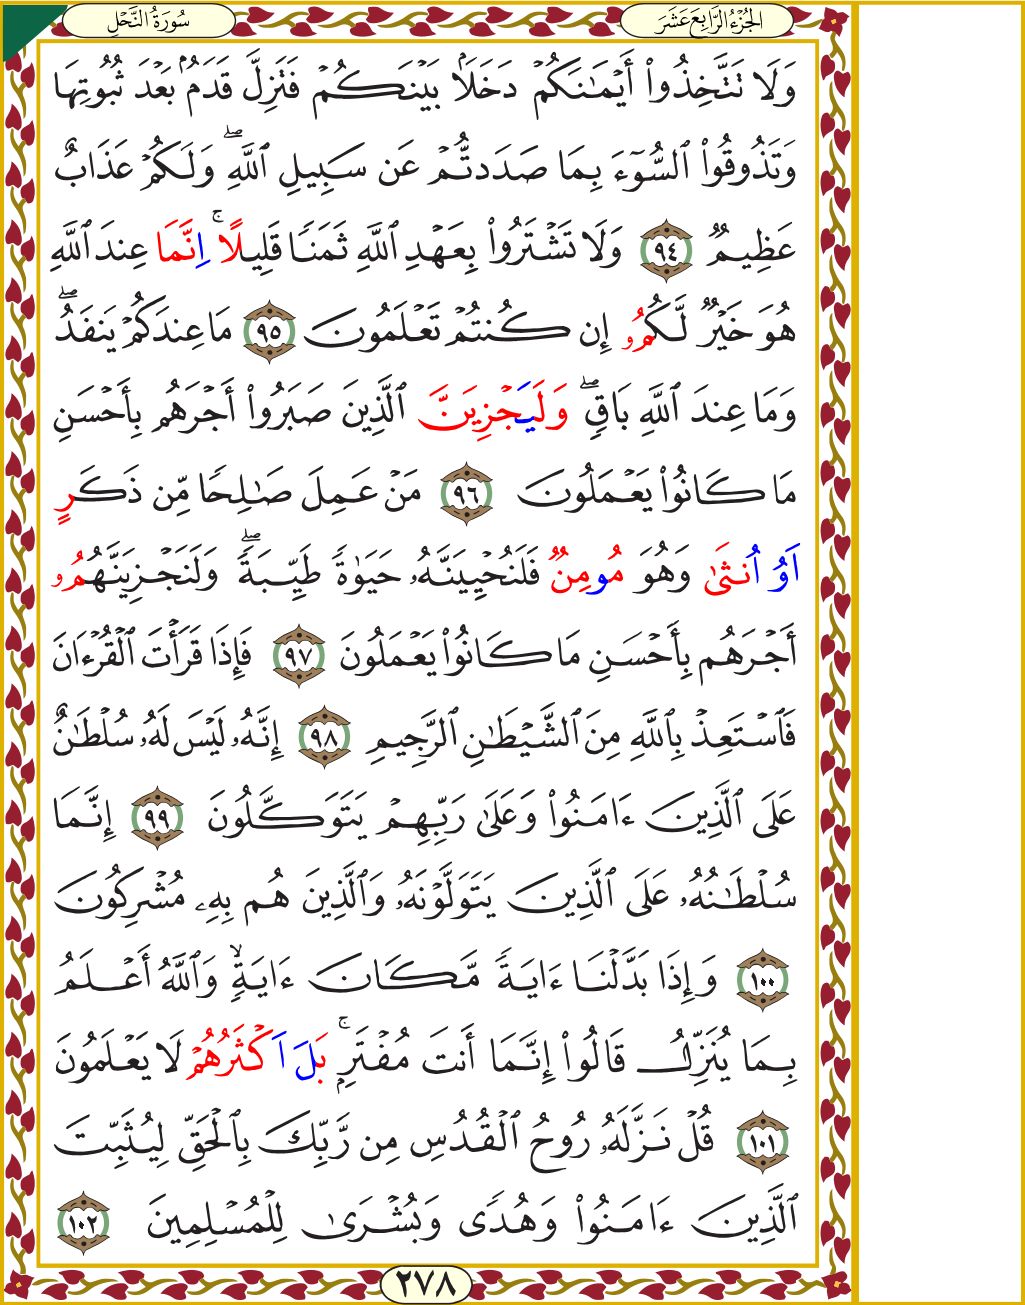 الجُزْءُ الرَّابِعَ عَشَرَ
سُورَةُ النَّحْلِ
وَلَا تَتَّخِذُوٓا۟ أَيْمَٰنَكُمْ دَخَلًۢا بَيْنَكُمْ فَتَزِلَّ قَدَمٌۢ بَعْدَ ثُبُوتِهَا
وَتَذُوقُوا۟ ٱلسُّوٓءَ بِمَا صَدَدتُّمْ عَن سَبِيلِ ٱللَّهِ ۖ وَلَكُمْ عَذَابٌ
عَظِيمٌ ٩٤ وَلَا تَشْتَرُوا۟ بِعَهْدِ ٱللَّهِ ثَمَنًا قَلِيلًا ۚ اِنَّمَا عِندَ ٱللَّهِ
هُوَ خَيْرٌ لَّكُمُۥ إِن كُنتُمْ تَعْلَمُونَ ٩٥ مَا عِندَكُمْ يَنفَدُ ۖ
وَمَا عِندَ ٱللَّهِ بَاقٍ ۖ وَلَيَجْزِيَنَّ ٱلَّذِينَ صَبَرُوٓا۟ أَجْرَهُم بِأَحْسَنِ
مَا كَانُوا۟ يَعْمَلُونَ ٩٦ مَنْ عَمِلَ صَٰلِحًا مِّن ذَكَرٍ
اَوُ اُنثَىٰ وَهُوَ مُومِنٌ فَلَنُحْيِيَنَّهُۥ حَيَوٰةً طَيِّبَةً ۖ وَلَنَجْزِيَنَّهُمُۥ
أَجْرَهُم بِأَحْسَنِ مَا كَانُوا۟ يَعْمَلُونَ ٩٧ فَإِذَا قَرَأْتَ ٱلْقُرْءَانَ
فَٱسْتَعِذْ بِٱللَّهِ مِنَ ٱلشَّيْطَٰنِ ٱلرَّجِيمِ ٩٨ إِنَّهُۥ لَيْسَ لَهُۥ سُلْطَٰنٌ
عَلَى ٱلَّذِينَ ءَامَنُوا۟ وَعَلَىٰ رَبِّهِمْ يَتَوَكَّلُونَ ٩٩ إِنَّمَا
سُلْطَٰنُهُۥ عَلَى ٱلَّذِينَ يَتَوَلَّوْنَهُۥ وَٱلَّذِينَ هُم بِهِۦ مُشْرِكُونَ
١٠٠ وَإِذَا بَدَّلْنَآ ءَايَةً مَّكَانَ ءَايَةٍ ۙ وَٱللَّهُ أَعْلَمُ
بِمَا يُنَزِّلُ قَالُوٓا۟ إِنَّمَآ أَنتَ مُفْتَرٍۭ ۚ بَلَ اَكْثَرُهُمْ لَا يَعْلَمُونَ
١٠١ قُلْ نَزَّلَهُۥ رُوحُ ٱلْقُدُسِ مِن رَّبِّكَ بِٱلْحَقِّ لِيُثَبِّتَ
ٱلَّذِينَ ءَامَنُوا۟ وَهُدًى وَبُشْرَىٰ لِلْمُسْلِمِينَ ١٠٢
٢٧٨